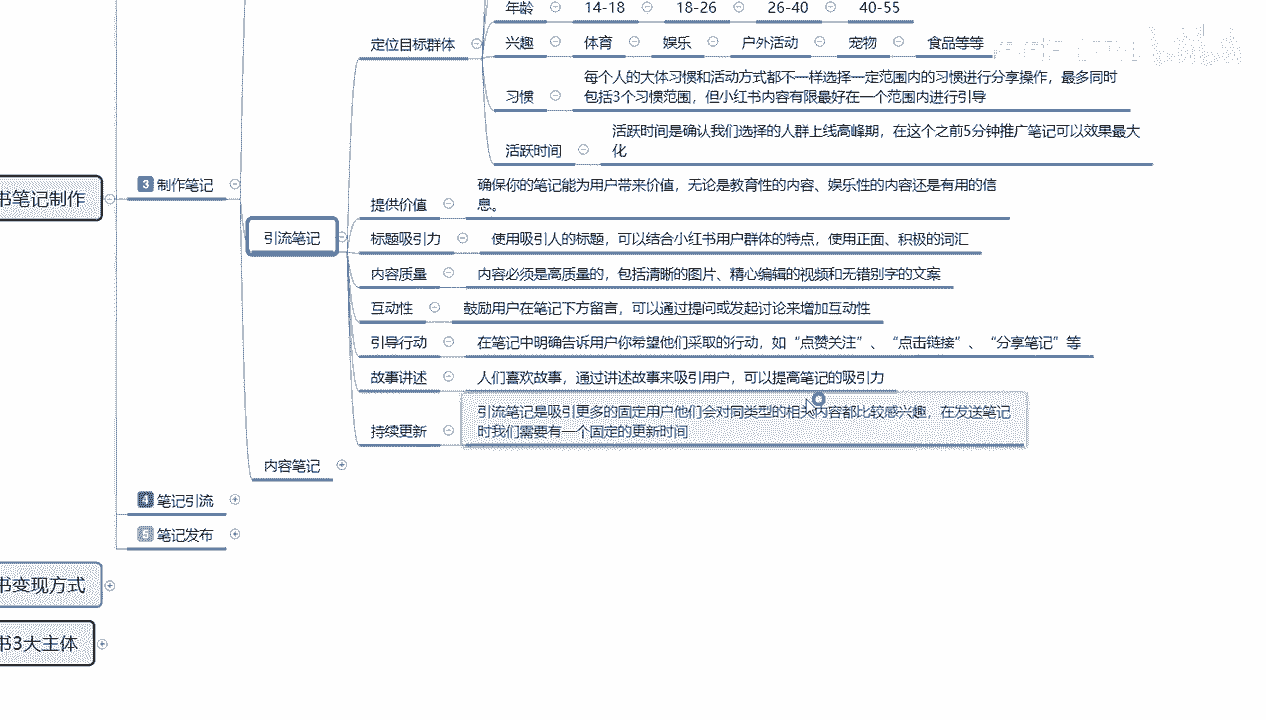 年龄 14-18 18-26 26-40 40-55
定位目标群体
兴趣 体育 娱乐 户外活动 宠物 食品等等
每个人的大体习惯和活动方式都不一样选择一定范围内的习惯进行分享操作，最多同时
习惯 包括3个习惯范围，但小红书内容有限最好在一个范围内进行引导
活跃时间是确认我们选择的人群上线高峰期，在这个之前5分钟推广笔记可以效果最大
活跃时间 化
3 制作笔记
书笔记制作
确保你的笔记能为用户带来价值，无论是教育性的内容、娱乐性的内容还是有用的信
提供价值 息。
引流笔记
标题吸引力 使用吸引人的标题，可以结合小红书用户群体的特点，使用正面、积极的词汇
内容质量 内容必须是高质量的，包括清晰的图片、精心编辑的视频和无错别字的文案
互动性 鼓励用户在笔记下方留言，可以通过提问或发起讨论来增加互动性
引导行动 在笔记中明确告诉用户你希望他们采取的行动，如“点赞关注”、“点击链接”、“分享笔记”等
故事讲述 人们喜欢故事，通过讲述故事来吸引用户，可以提高笔记的吸引力
引流笔记是吸引更多的固定用户他们会对同类型的相关内容都比较感兴趣，在发送笔记
持续更新 时我们需要有一个固定的更新时间
内容笔记
4 笔记引流
5 笔记发布
书变现方式
书3大主体